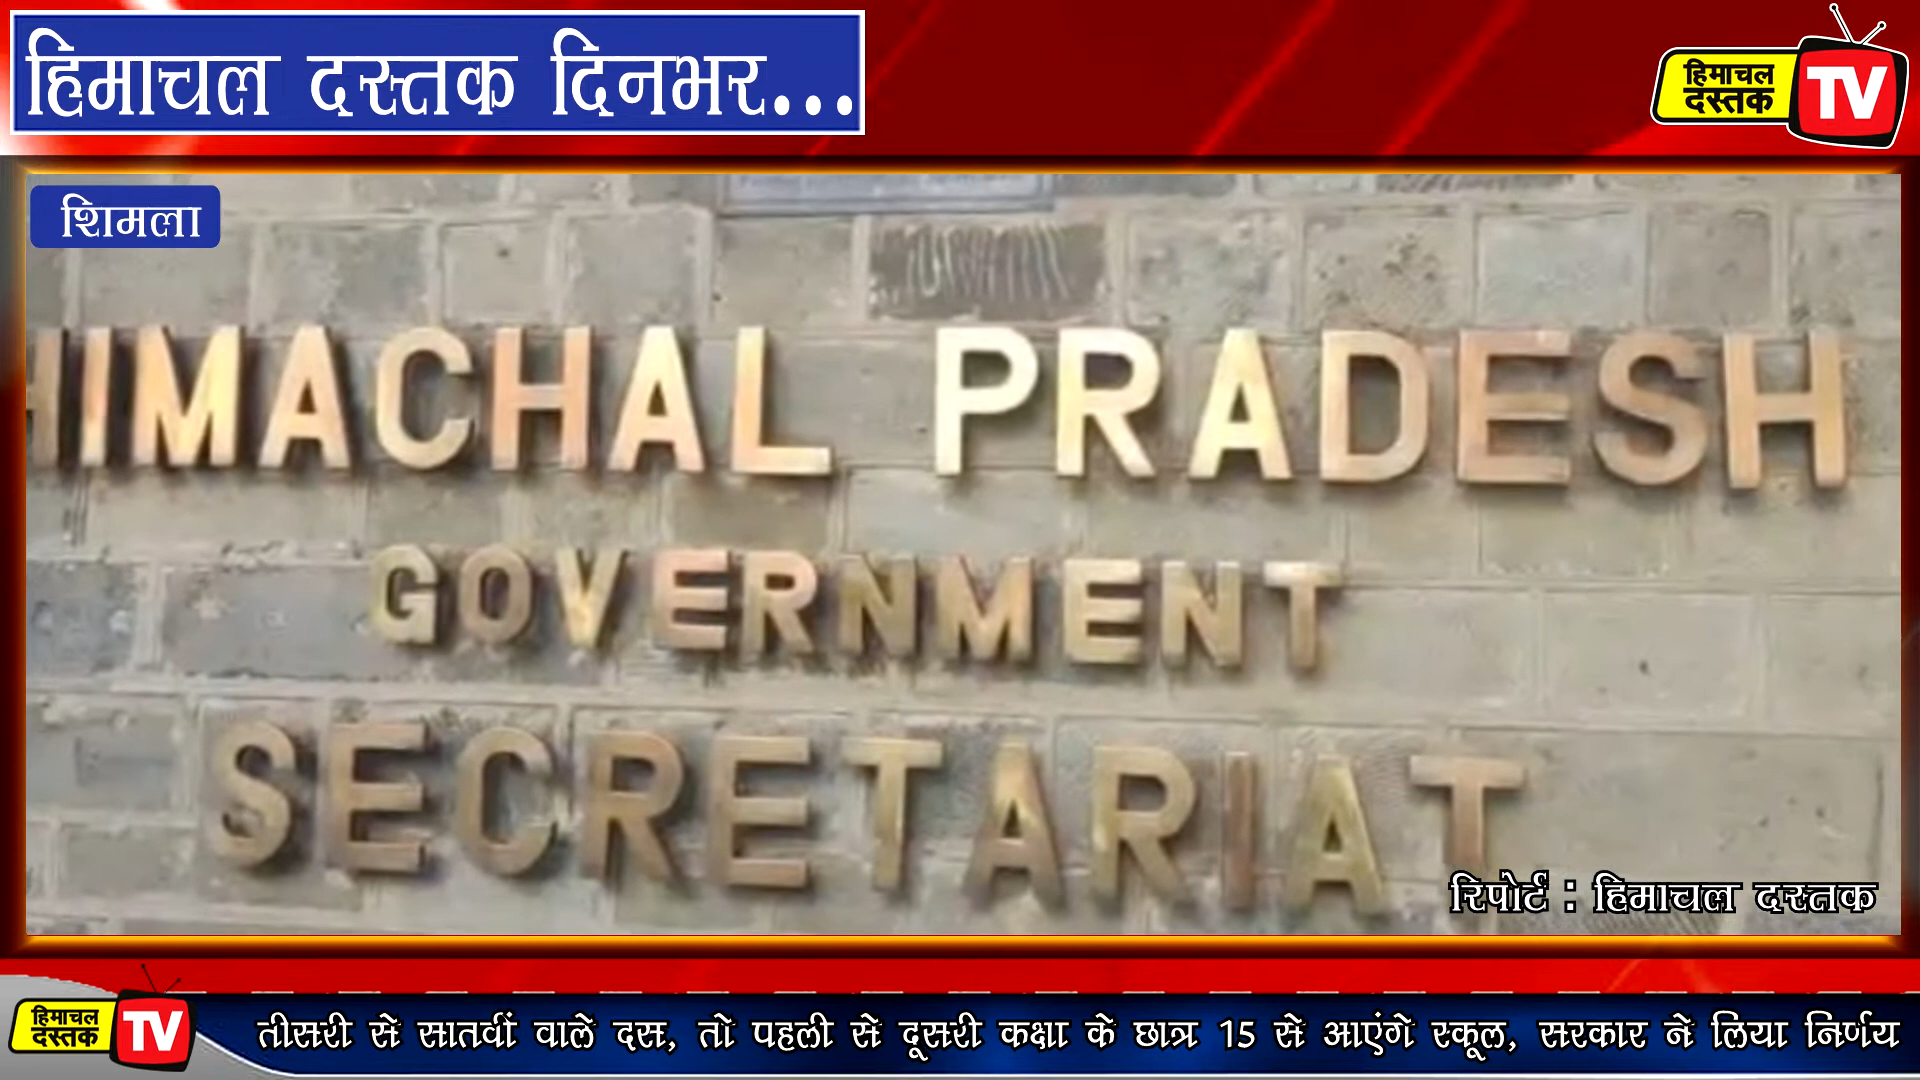 हिमाचल दस्तक दिनभर...
हिमाचल
दस्तक
TV
शिमला
HIMACHAL PRADESH
GOVERNMENT
SECRETARIAT
रिपोर्ट : हिमाचल दस्तक
हिमाचल
दस्तक
TV
तीसरी से सातवीं वाले दस, तो पहली से दूसरी कक्षा के छात्र 15 से आएंगे स्कूल, सरकार ने लिया निर्णय